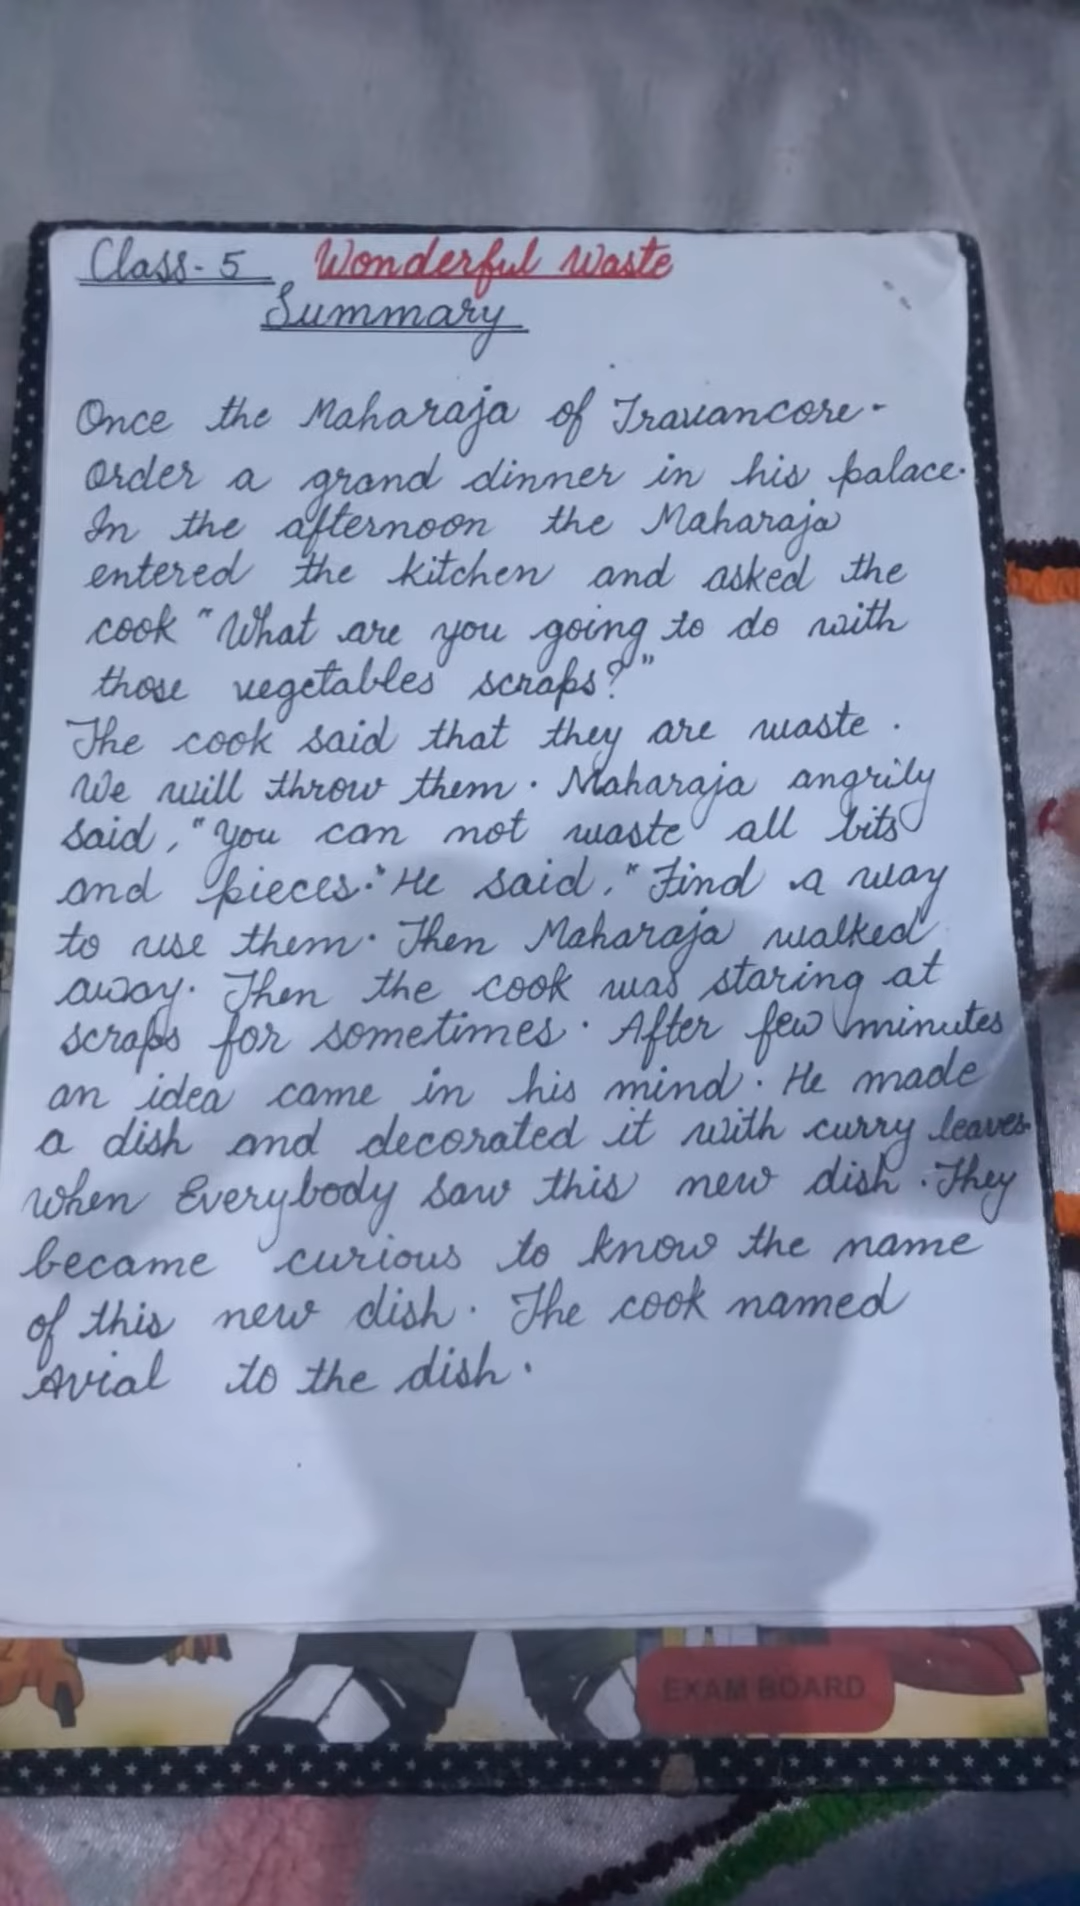 Class-5 Wonderful Waste
Summary
Once the Maharaja of Travancore-
order a grand dinner in his palace.
In the afternoon the Maharaja
entered the kitchen and asked the
cook "What are you going to do with
those vegetables scraps?"
The cook said that they are waste.
We will throw them. Maharaja angrily
said, "you can not waste all bits
and pieces." He said, "Find a way
to use them. Then Maharaja walked
away. Then the cook was staring at
scraps for sometimes. After few minutes
an idea came in his mind. He made
a dish and decorated it with curry leaves.
when Everybody saw this new dish. They
became curious to know the name
of this new dish. The cook named
Avial to the dish.
EXAM BOARD